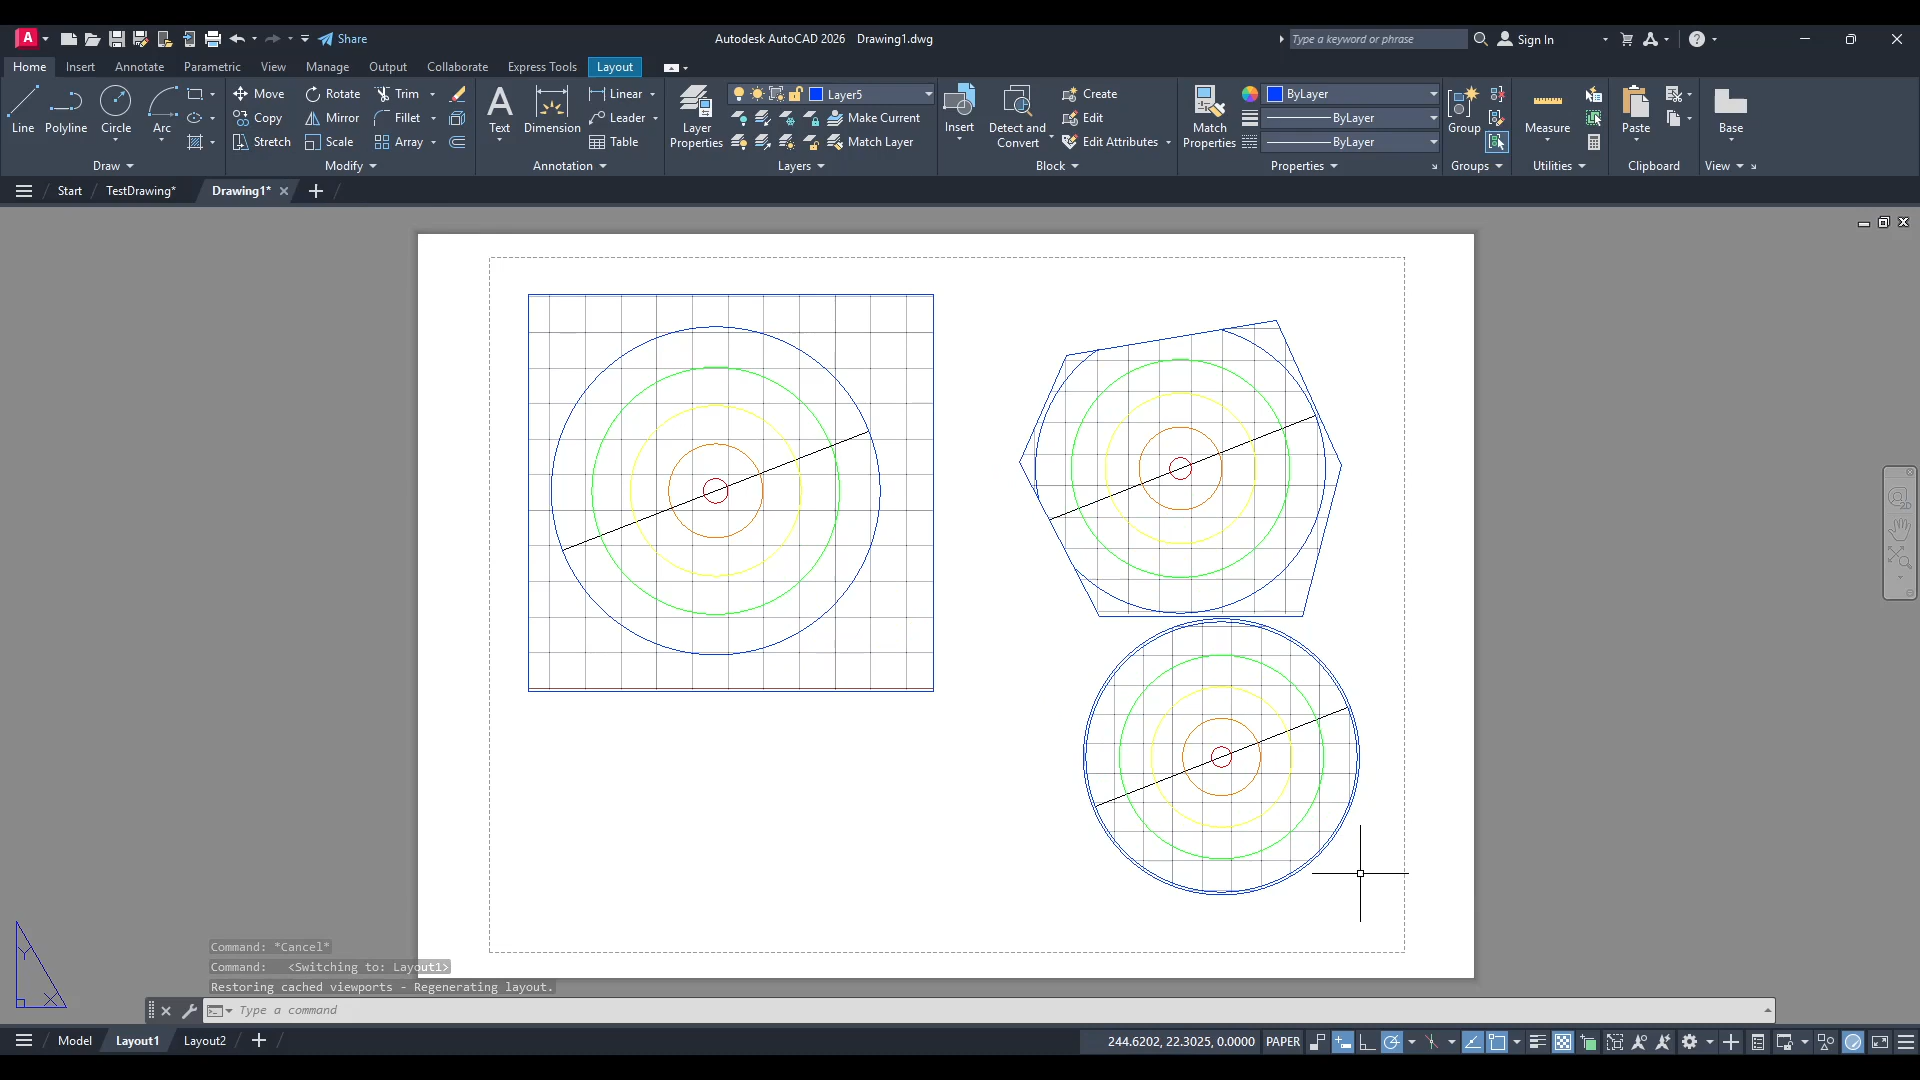 A
Share
Autodesk AutoCAD 2026 Drawing1.dwg
Type a keyword or phrase
Sign In
Home Insert Annotate Parametric View Manage Output Collaborate Express Tools Layout
Line Polyline Circle Arc
Move Rotate Trim
Copy Mirror Fillet
Stretch Scale Array
Text Dimension
Linear
Leader
Table
Layer Properties
Layer5
Make Current
Match Layer
Insert
Detect and Convert
Create
Edit
Edit Attributes
Match Properties
ByLayer
ByLayer
ByLayer
Group
Measure
Paste
Base
Draw Modify Annotation Layers Block Properties Groups Utilities Clipboard View
Start TestDrawing* Drawing1*
2D
Y
X
Command: *Cancel*
Command: <Switching to: Layout1>
Restoring cached viewports - Regenerating layout.
Type a command
Model Layout1 Layout2
244.6202, 22.3025, 0.0000 PAPER